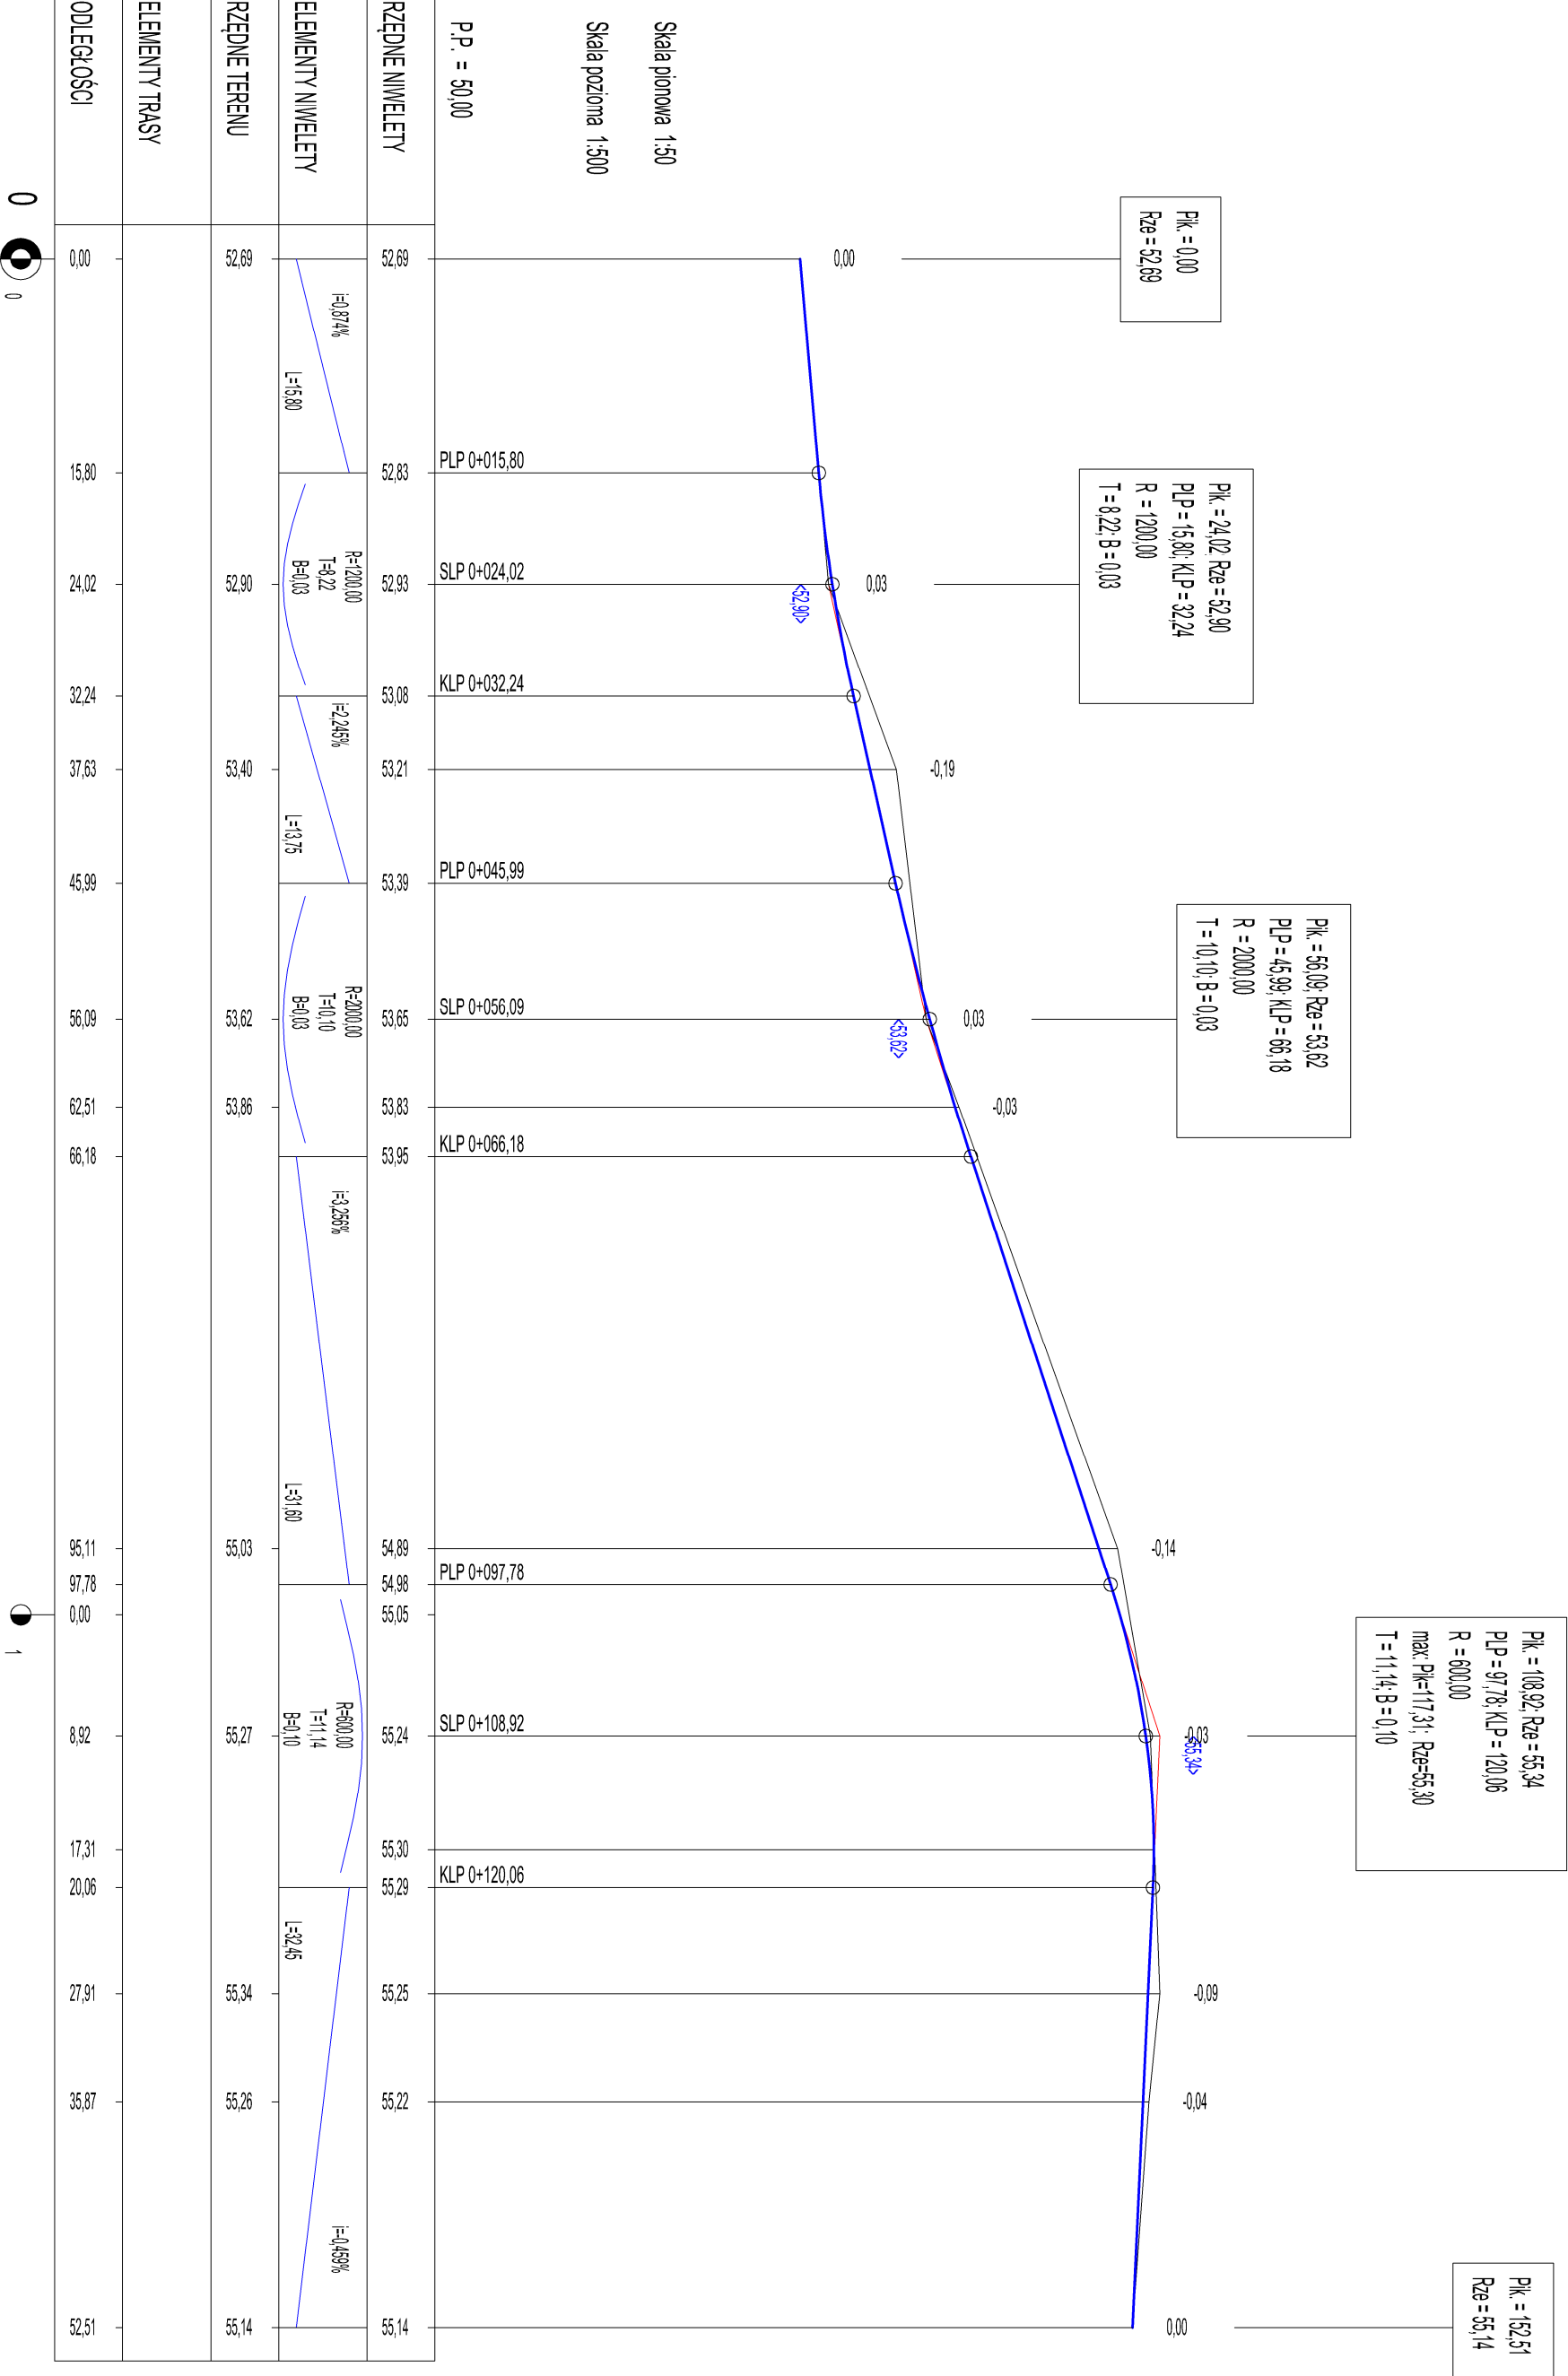 Pik. = 0,00
Rze = 52,69
Pik. = 24,02; Rze = 52,90
PLP = 15,80; KLP = 32,24
R = 1200,00
T = 8,22; B = 0,03
Pik. = 56,09; Rze = 53,62
PLP = 45,99; KLP = 66,18
R = 2000,00
T = 10,10; B = 0,03
Pik. = 108,92; Rze = 55,34
PLP = 97,78; KLP = 120,06
R = 600,00
max: Pik=117,31; Rze=55,30
T = 11,14; B = 0,10
Pik. = 152,51
Rze = 55,14
0,00
0,03
-0,19
0,03
-0,03
-0,14
-0,03
-0,09
-0,04
0,00
<52,90>
<53,62>
<55,34>
Skala pionowa 1:50
Skala pozioma 1:500
P.P. = 50,00
PLP 0+015,80
SLP 0+024,02
KLP 0+032,24
PLP 0+045,99
SLP 0+056,09
KLP 0+066,18
PLP 0+097,78
SLP 0+108,92
KLP 0+120,06
RZĘDNE NIWELETY
52,69
52,83
52,93
53,08
53,21
53,39
53,65
53,83
53,95
54,89
54,98
55,05
55,24
55,30
55,29
55,25
55,22
55,14
ELEMENTY NIWELETY
i=0,874%
L=15,80
R=1200,00
T=8,22
B=0,03
i=2,245%
L=13,75
R=2000,00
T=10,10
B=0,03
i=3,256%
L=31,60
R=600,00
T=11,14
B=0,10
L=32,45
i=-0,459%
RZĘDNE TERENU
52,69
52,90
53,40
53,62
53,86
55,03
55,27
55,34
55,26
55,14
ELEMENTY TRASY
ODLEGŁOŚCI
0,00
15,80
24,02
32,24
37,63
45,99
56,09
62,51
66,18
95,11
97,78
0,00
8,92
17,31
20,06
27,91
35,87
52,51
0
0
1